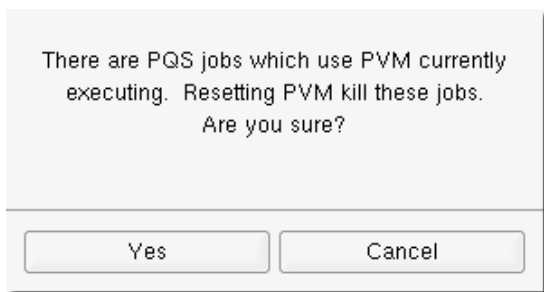 There are PQS jobs which use PVM currently
executing.  Resetting PVM kill these jobs.
Are you sure?
Yes
Cancel